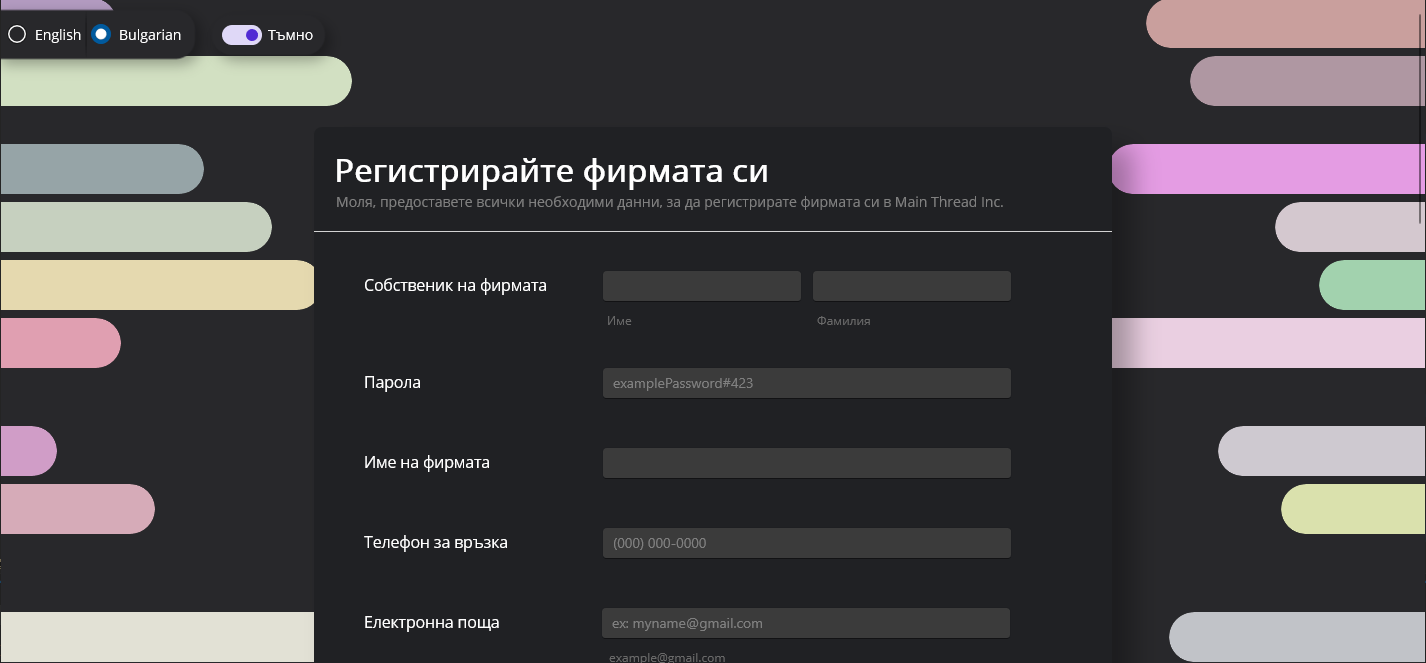 English Bulgarian Тъмно
Регистрирайте фирмата си
Моля, предоставете всички необходими данни, за да регистрирате фирмата си в Main Thread Inc.
Собственик на фирмата
Име Фамилия
Парола examplePassword#423
Име на фирмата
Телефон за връзка (000) 000-0000
Електронна поща ex: myname@gmail.com
example@gmail.com